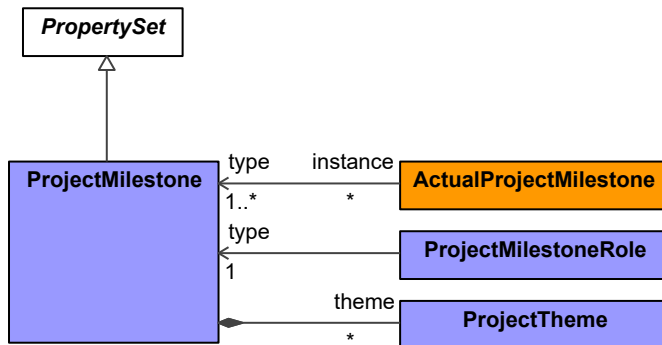 PropertySet
type instance
ProjectMilestone ActualProjectMilestone
1..* *
type
ProjectMilestoneRole
1
theme
ProjectTheme
*